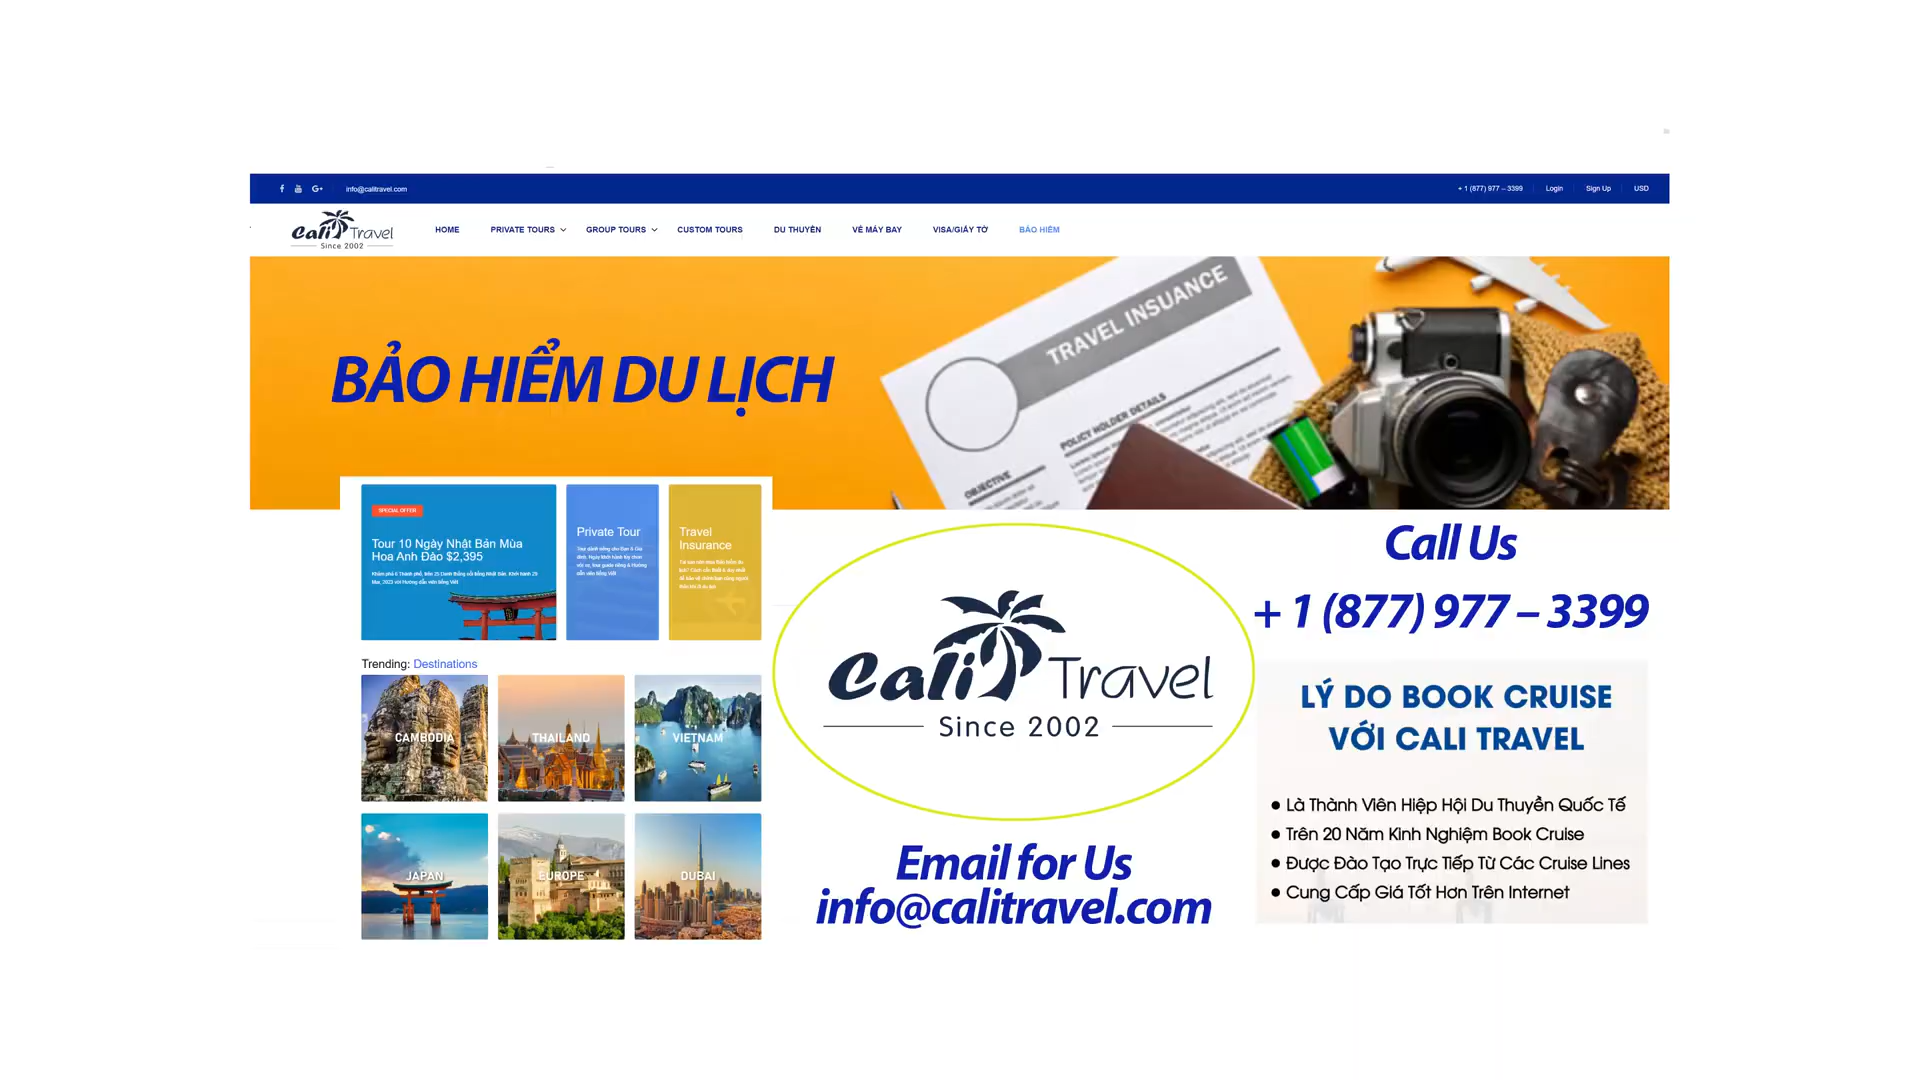 info@calitravel.com
+ 1 (877) 977 – 3399
Login
Sign Up
USD
Cali Travel
Since 2002
HOME
PRIVATE TOURS
GROUP TOURS
CUSTOM TOURS
DU THUYỀN
VÉ MÁY BAY
VISA/GIẤY TỜ
BẢO HIỂM
BẢO HIỂM DU LỊCH
TRAVEL INSUANCE
POLICY HOLDER DETAILS
OBJECTIVE
SPECIAL OFFER
Tour 10 Ngày Nhật Bản Mùa
Hoa Anh Đào $2,395
Private Tour
Travel
Insurance
Trending: Destinations
CAMBODIA
THAILAND
VIETNAM
JAPAN
EUROPE
DUBAI
Cali Travel
Since 2002
Email for Us
info@calitravel.com
Call Us
+ 1 (877) 977 – 3399
LÝ DO BOOK CRUISE
VỚI CALI TRAVEL
● Là Thành Viên Hiệp Hội Du Thuyền Quốc Tế
● Trên 20 Năm Kinh Nghiệm Book Cruise
● Được Đào Tạo Trực Tiếp Từ Các Cruise Lines
● Cung Cấp Giá Tốt Hơn Trên Internet